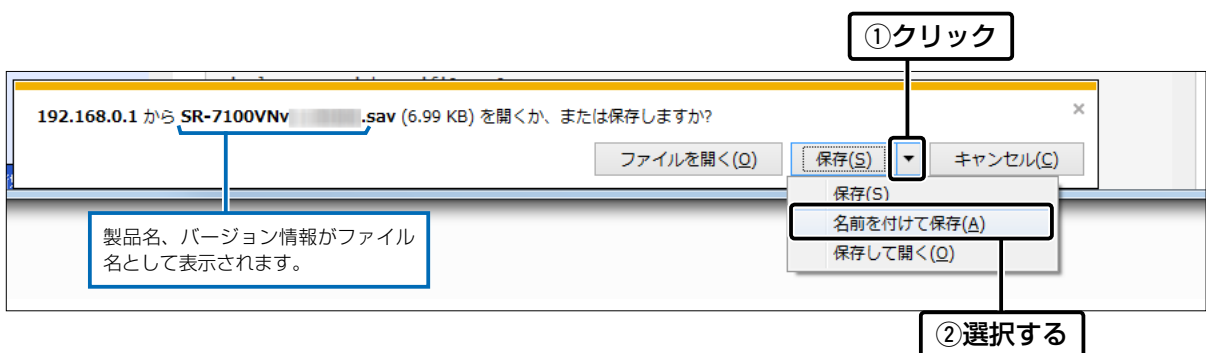 ①クリック
192.168.0.1 から SR-7100VNv .sav (6.99 KB) を開くか、または保存しますか?
×
ファイルを開く(O) 保存(S) ▼ キャンセル(C)
保存(S)
名前を付けて保存(A)
保存して開く(O)
製品名、バージョン情報がファイル
名として表示されます。
②選択する